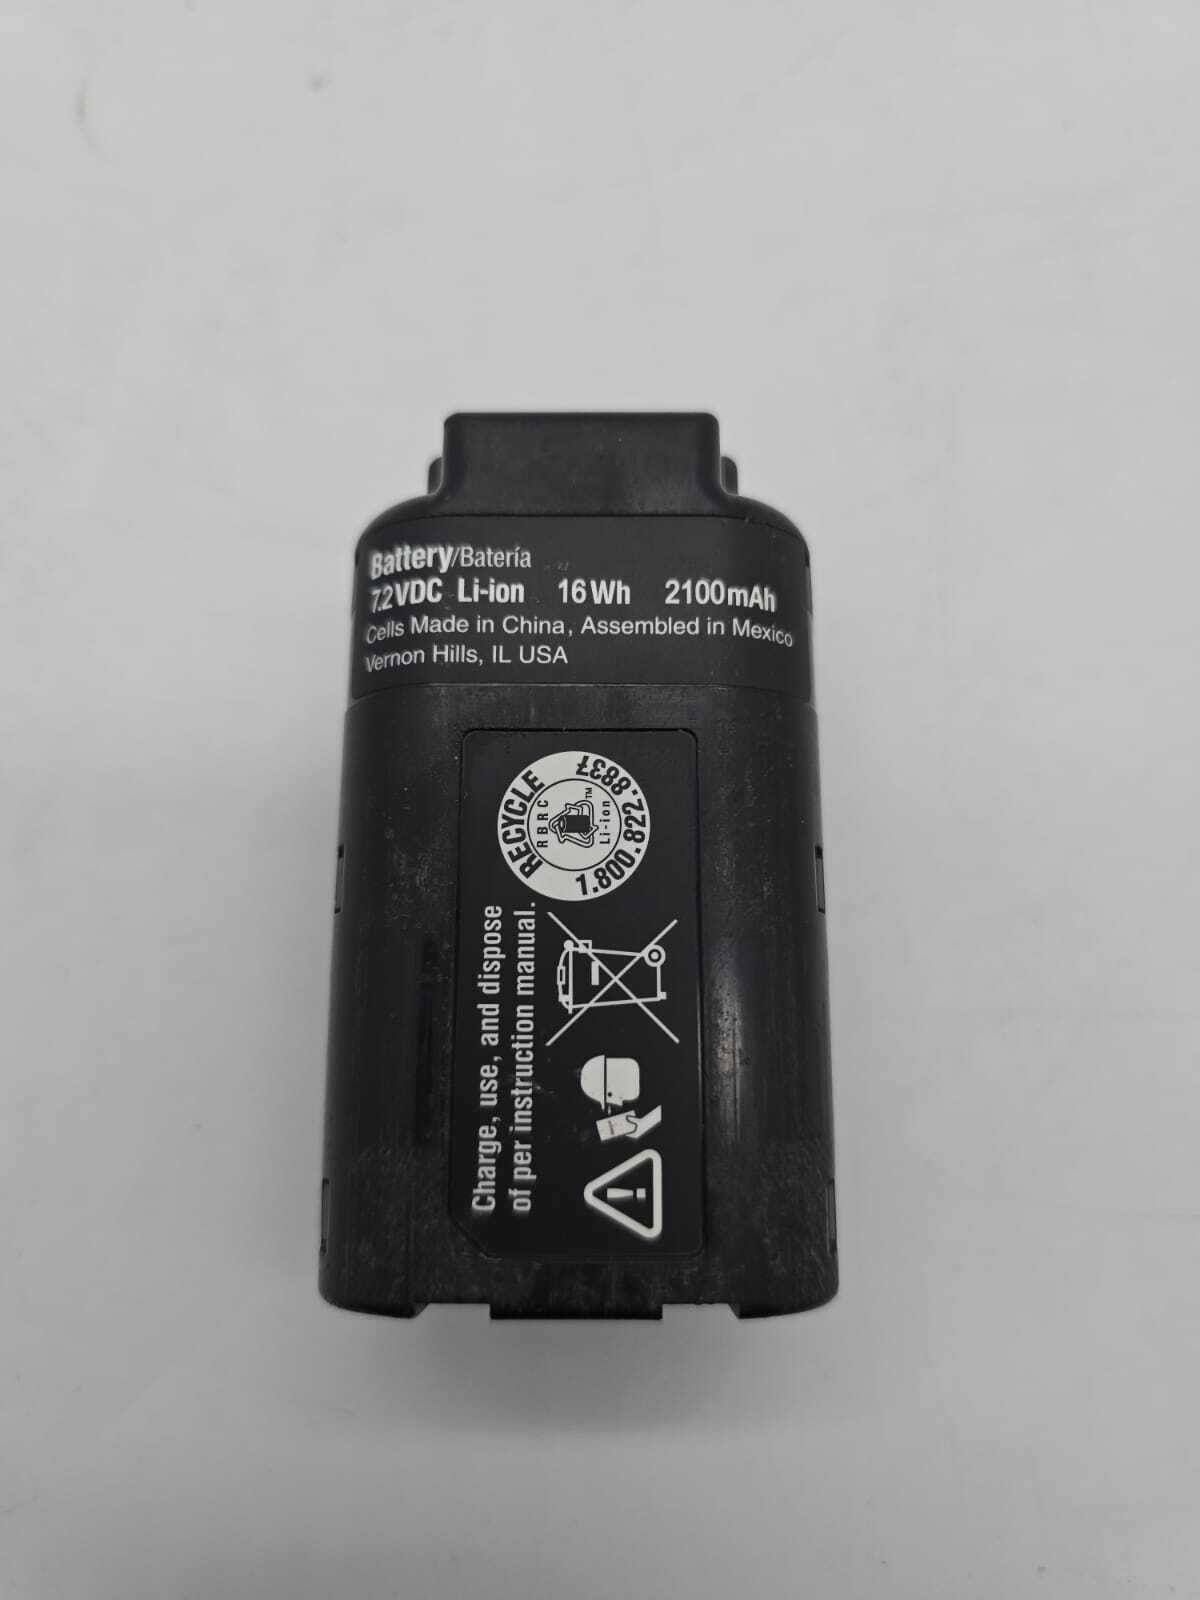 Battery/Batería
7.2VDC Li-ion 16Wh 2100mAh
Cells Made in China, Assembled in Mexico
Vernon Hills, IL USA
RECYCLE
1.800.822.8837
RBRC
TM
Li-ion
Charge, use, and dispose
of per instruction manual.